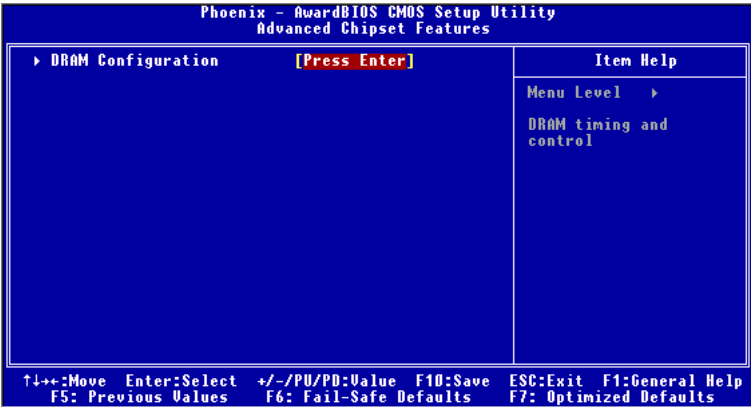 Phoenix - AwardBIOS CMOS Setup Utility
Advanced Chipset Features
▸ DRAM Configuration [Press Enter]
Item Help
Menu Level ▸
DRAM timing and
control
↑↓→←:Move Enter:Select +/-/PU/PD:Value F10:Save ESC:Exit F1:General Help
F5: Previous Values F6: Fail-Safe Defaults F7: Optimized Defaults